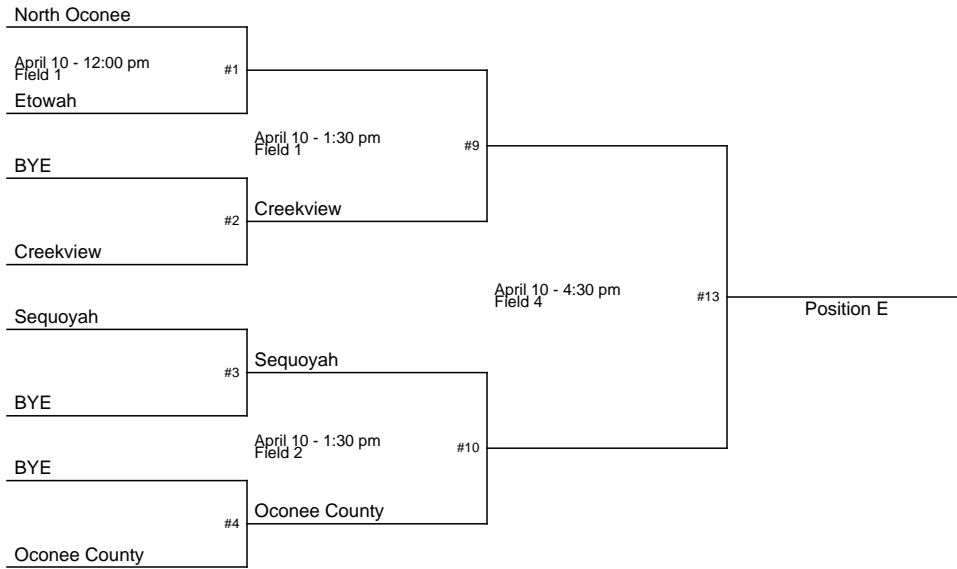 North Oconee
April 10 - 12:00 pm
Field 1
#1
Etowah
April 10 - 1:30 pm
Field 1
#9
BYE
#2
Creekview
Creekview
April 10 - 4:30 pm
Field 4
#13
Position E
Sequoyah
#3
Sequoyah
BYE
April 10 - 1:30 pm
Field 2
#10
BYE
#4
Oconee County
Oconee County